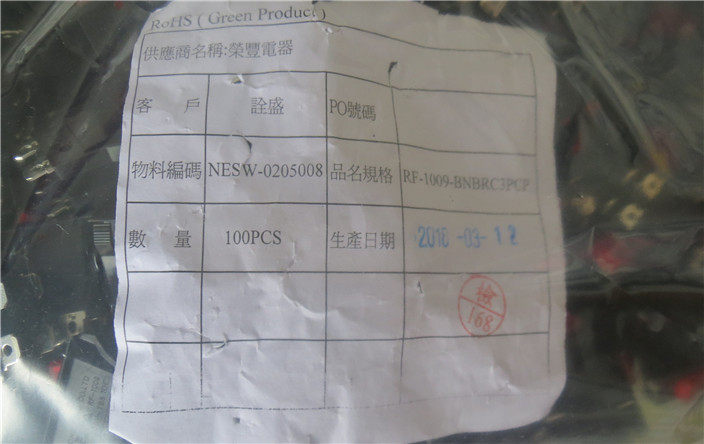 RoHS ( Green Product )
供應商名稱:榮豐電器
客 戶 詮盛 PO號碼
物料編碼 NESW-0205008 品名規格 RF-1009-BNBRC3PGP
數 量 100PCS 生產日期 2018-03-12
檢
168